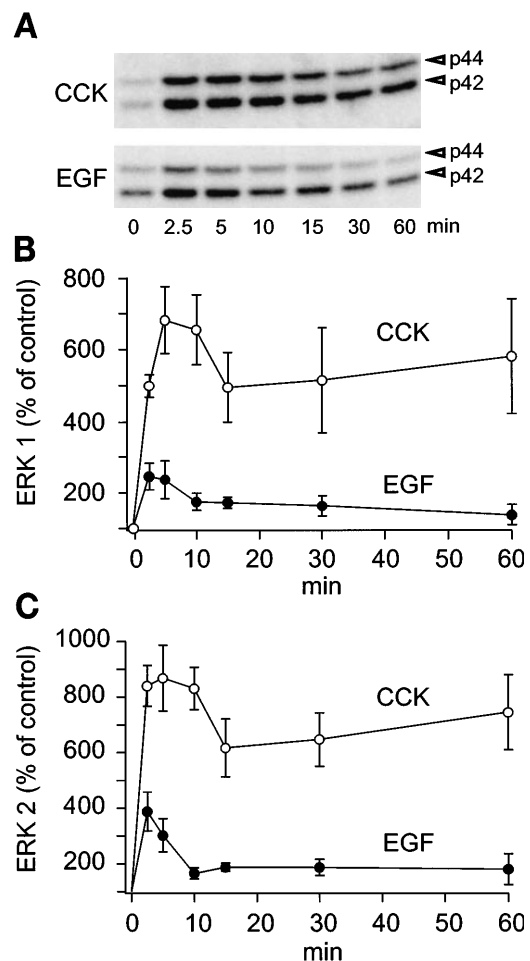 A
CCK
p44
p42
EGF
p44
p42
0 2.5 5 10 15 30 60 min
B
ERK 1 (% of control)
800
600
400
200
CCK
EGF
0 10 20 30 40 50 60
min
C
ERK 2 (% of control)
1000
800
600
400
200
CCK
EGF
0 10 20 30 40 50 60
min